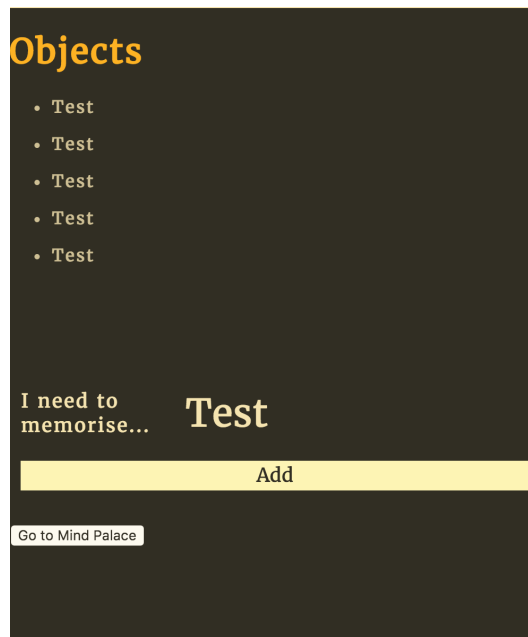 Objects
• Test
• Test
• Test
• Test
• Test
I need to
memorise...
Test
Add
Go to Mind Palace